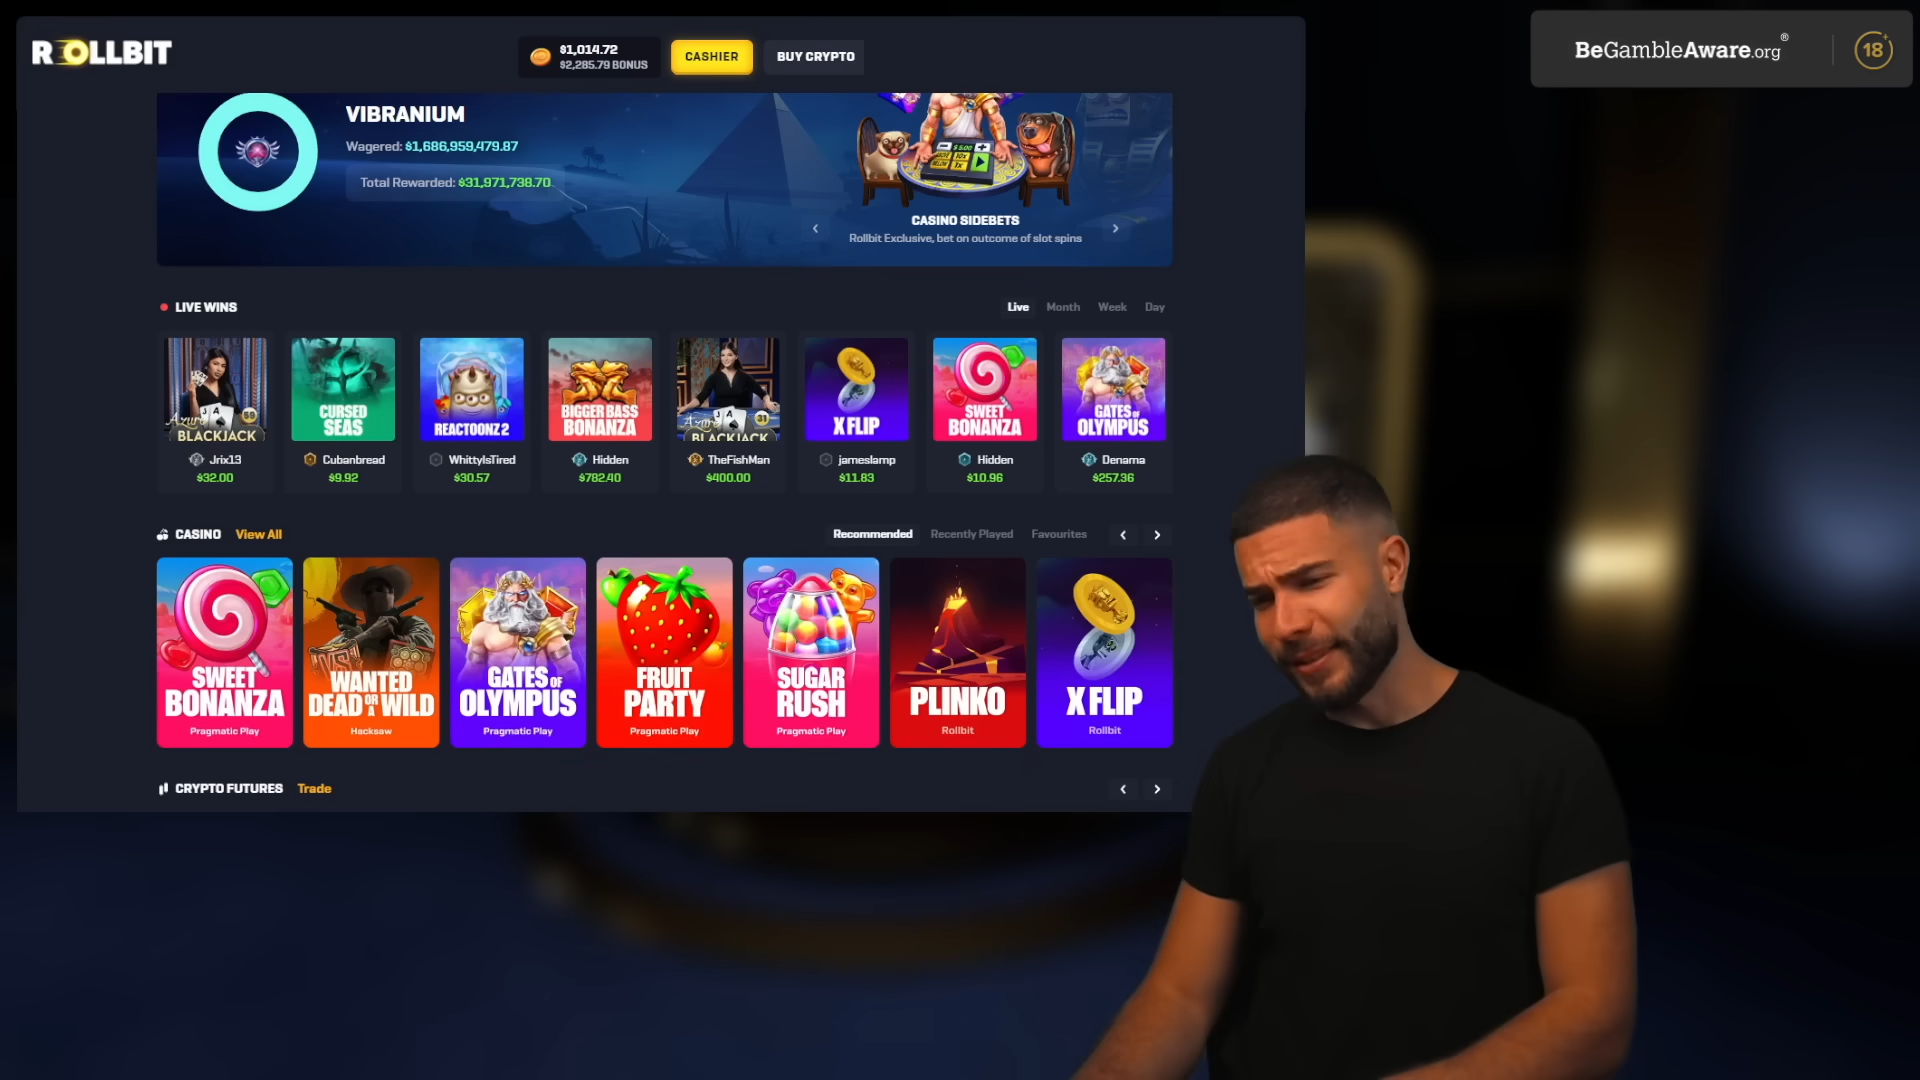 ROLLBIT
$1,014.72
$2,285.79 BONUS
CASHIER
BUY CRYPTO
BeGambleAware.org®
18+
VIBRANIUM
Wagered: $1,686,959,479.87
Total Rewarded: $31,971,738.70
CASINO SIDEBETS
Rollbit Exclusive, bet on outcome of slot spins
LIVE WINS
Live
Month
Week
Day
Azure
BLACKJACK
Jrix13
$32.00
CURSED
SEAS
Cubanbread
$9.92
REACTOONZ 2
WhittyIsTired
$30.57
BIGGER BASS
BONANZA
Hidden
$782.40
Azure
BLACKJACK
TheFishMan
$400.00
X FLIP
jameslamp
$11.83
SWEET
BONANZA
Hidden
$10.96
GATES OF
OLYMPUS
Denama
$257.36
CASINO
View All
Recommended
Recently Played
Favourites
SWEET
BONANZA
Pragmatic Play
WANTED
DEAD OR A WILD
Hacksaw
GATES OF
OLYMPUS
Pragmatic Play
FRUIT
PARTY
Pragmatic Play
SUGAR
RUSH
Pragmatic Play
PLINKO
Rollbit
X FLIP
Rollbit
CRYPTO FUTURES
Trade